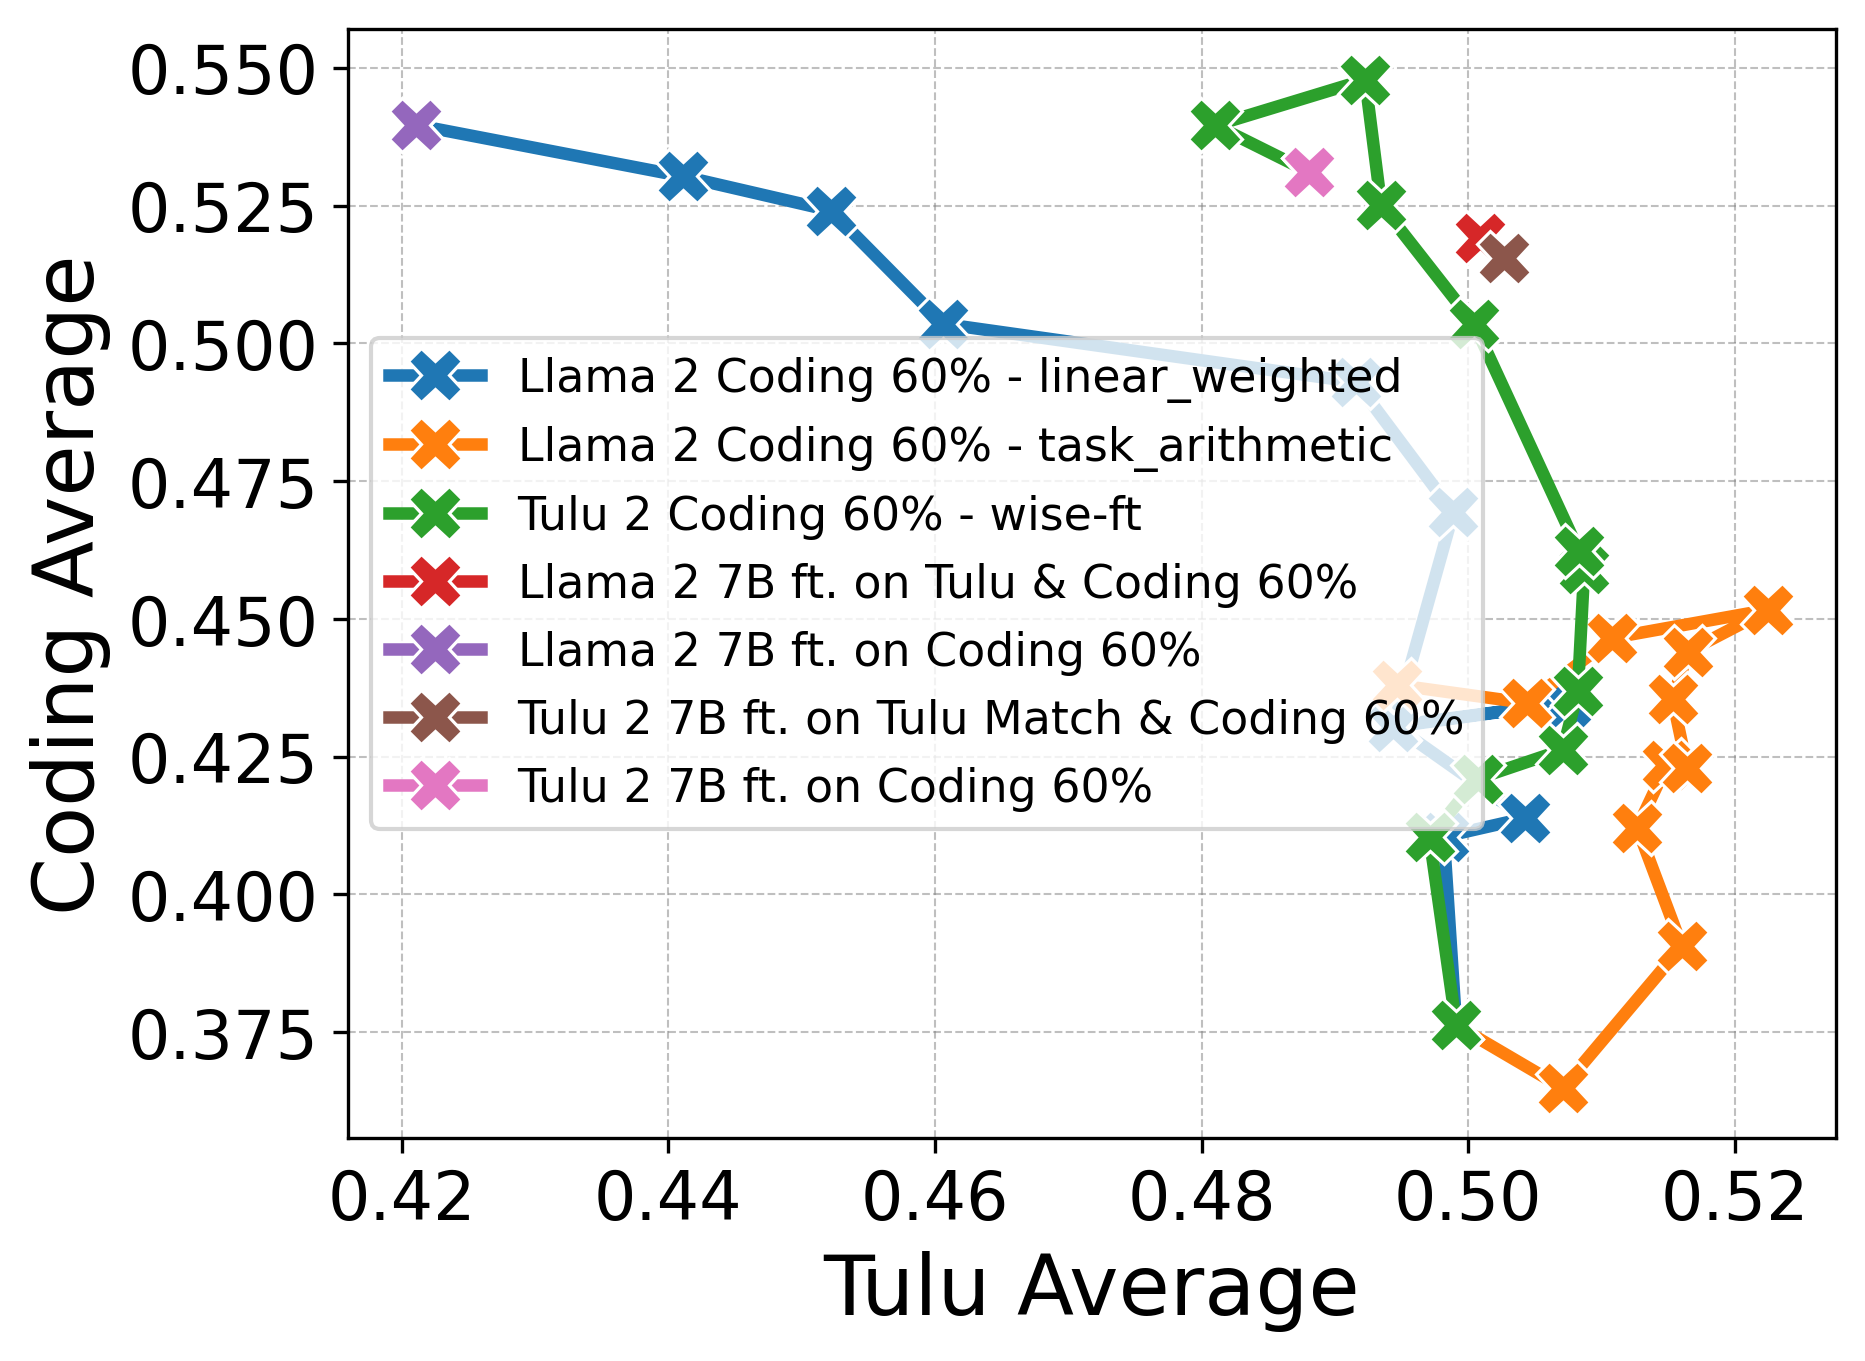 0.550
0.525
0.500
0.475
0.450
0.425
0.400
0.375
Coding Average
Llama 2 Coding 60% - linear_weighted
Llama 2 Coding 60% - task_arithmetic
Tulu 2 Coding 60% - wise-ft
Llama 2 7B ft. on Tulu & Coding 60%
Llama 2 7B ft. on Coding 60%
Tulu 2 7B ft. on Tulu Match & Coding 60%
Tulu 2 7B ft. on Coding 60%
0.42 0.44 0.46 0.48 0.50 0.52
Tulu Average